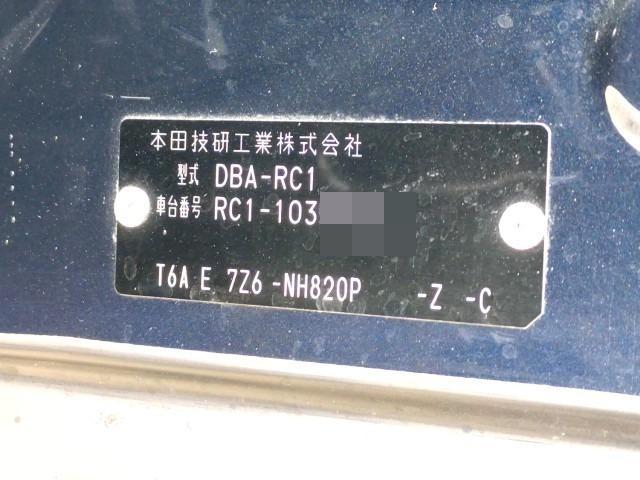 本田技研工業株式会社
型式 DBA-RC1
車台番号 RC1-103
T6A E 7Z6 -NH820P -Z -C